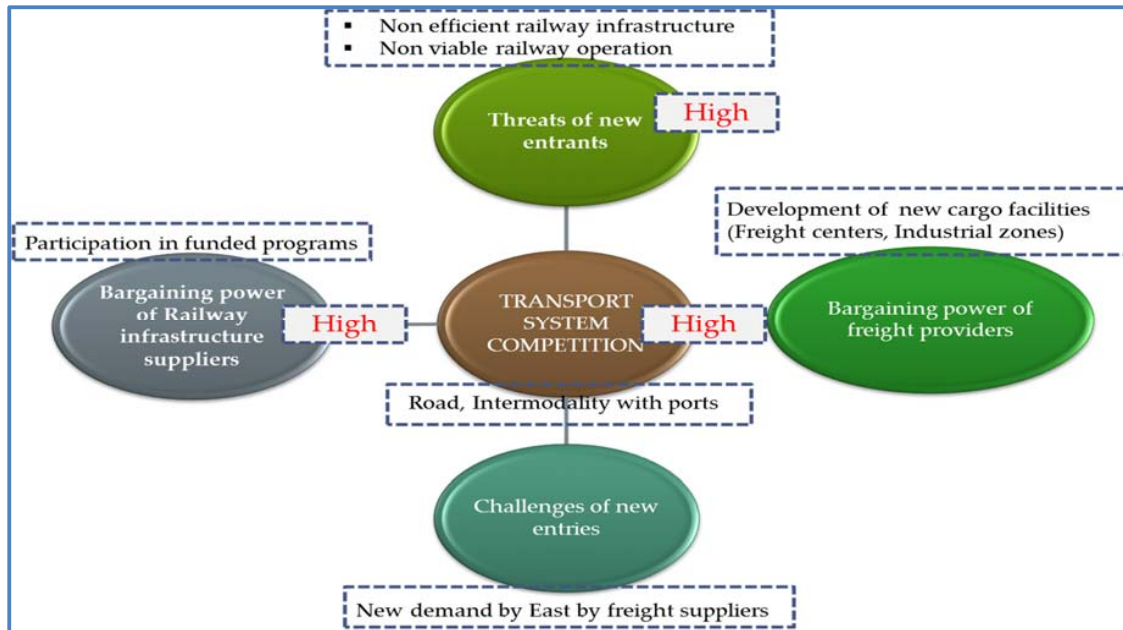 ▪ Non efficient railway infrastructure
▪ Non viable railway operation
Threats of new
entrants
High
Participation in funded programs
Bargaining power
of Railway
infrastructure
suppliers
High
TRANSPORT
SYSTEM
COMPETITION
High
Development of new cargo facilities
(Freight centers, Industrial zones)
Bargaining power of
freight providers
Road, Intermodality with ports
Challenges of new
entries
New demand by East by freight suppliers